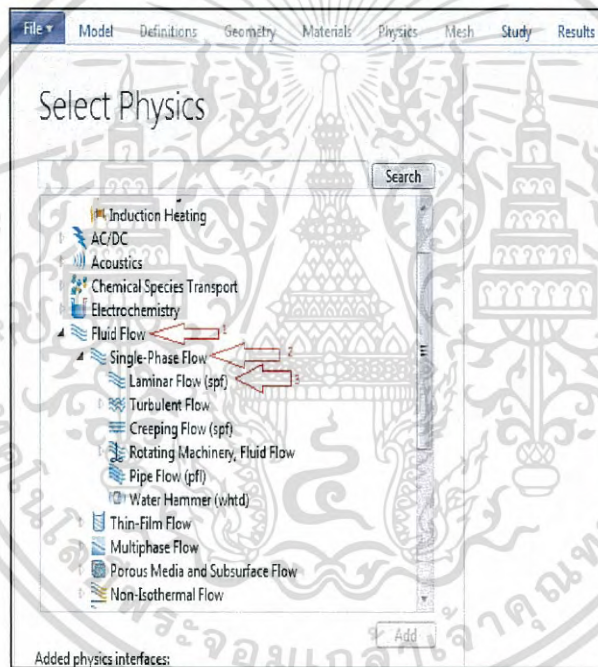 File Model Definitions Geometry Materials Physics Mesh Study Results
Select Physics
Search
Induction Heating
AC/DC
Acoustics
Chemical Species Transport
Electrochemistry
Fluid Flow 1
Single-Phase Flow 2
Laminar Flow (spf) 3
Turbulent Flow
Creeping Flow (spf)
Rotating Machinery, Fluid Flow
Pipe Flow (pfl)
Water Hammer (whtd)
Thin-Film Flow
Multiphase Flow
Porous Media and Subsurface Flow
Non-Isothermal Flow
Add
Added physics interfaces: